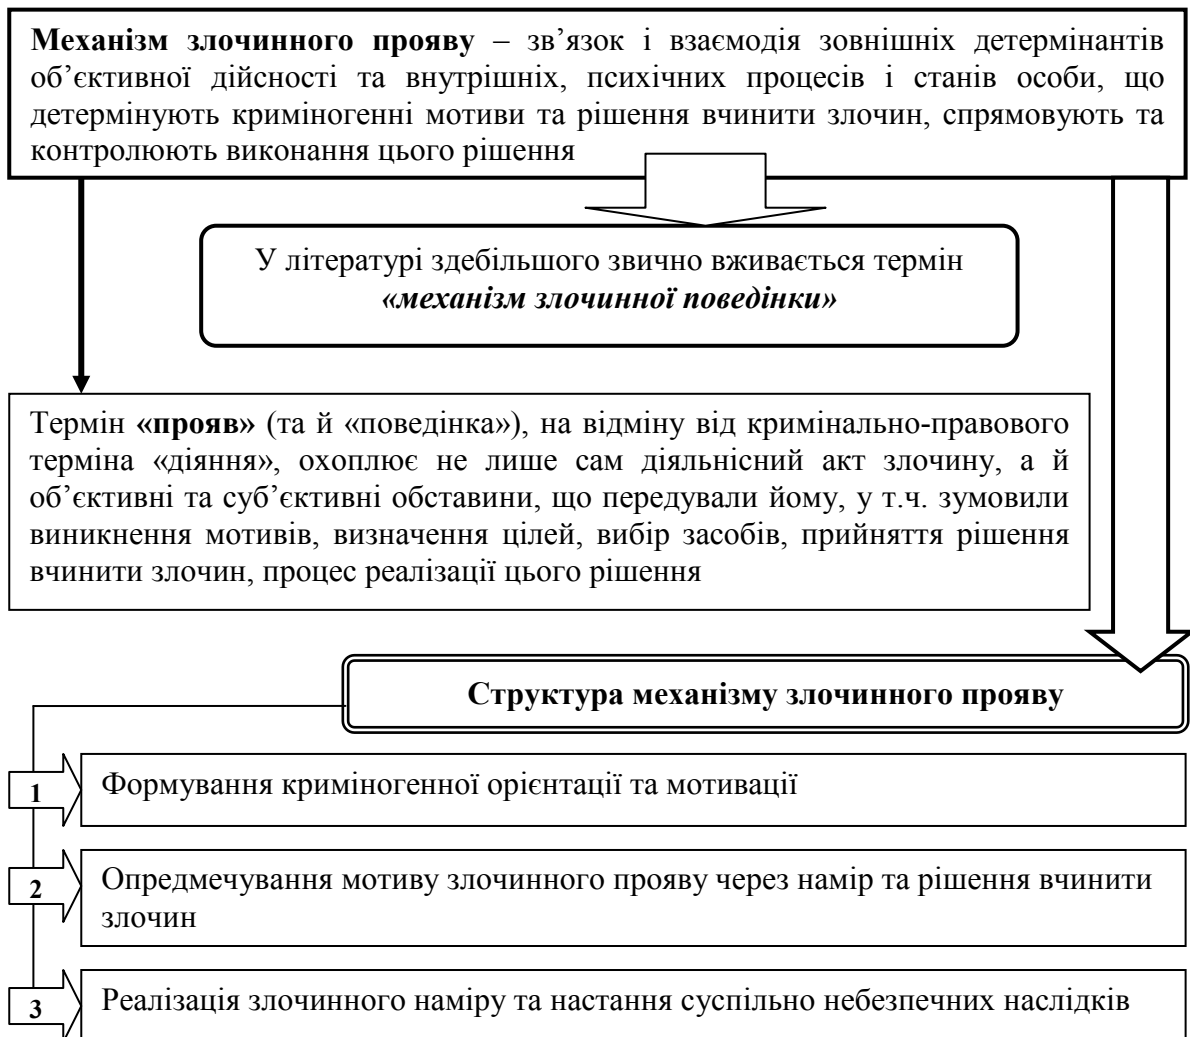 Механізм злочинного прояву – зв’язок і взаємодія зовнішніх детермінантів
об’єктивної дійсності та внутрішніх, психічних процесів і станів особи, що
детермінують криміногенні мотиви та рішення вчинити злочин, спрямовують та
контролюють виконання цього рішення
У літературі здебільшого звично вживається термін
«механізм злочинної поведінки»
Термін «прояв» (та й «поведінка»), на відміну від кримінально-правового
терміна «діяння», охоплює не лише сам діяльнісний акт злочину, а й
об’єктивні та суб’єктивні обставини, що передували йому, у т.ч. зумовили
виникнення мотивів, визначення цілей, вибір засобів, прийняття рішення
вчинити злочин, процес реалізації цього рішення
Структура механізму злочинного прояву
1 Формування криміногенної орієнтації та мотивації
2 Опредмечування мотиву злочинного прояву через намір та рішення вчинити
злочин
3 Реалізація злочинного наміру та настання суспільно небезпечних наслідків